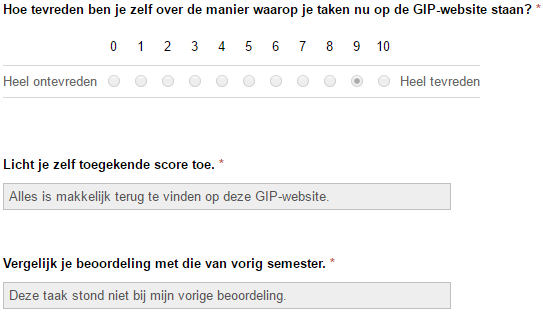 Hoe tevreden ben je zelf over de manier waarop je taken nu op de GIP-website staan? *
0 1 2 3 4 5 6 7 8 9 10
Heel ontevreden Heel tevreden
Licht je zelf toegekende score toe. *
Alles is makkelijk terug te vinden op deze GIP-website.
Vergelijk je beoordeling met die van vorig semester. *
Deze taak stond niet bij mijn vorige beoordeling.